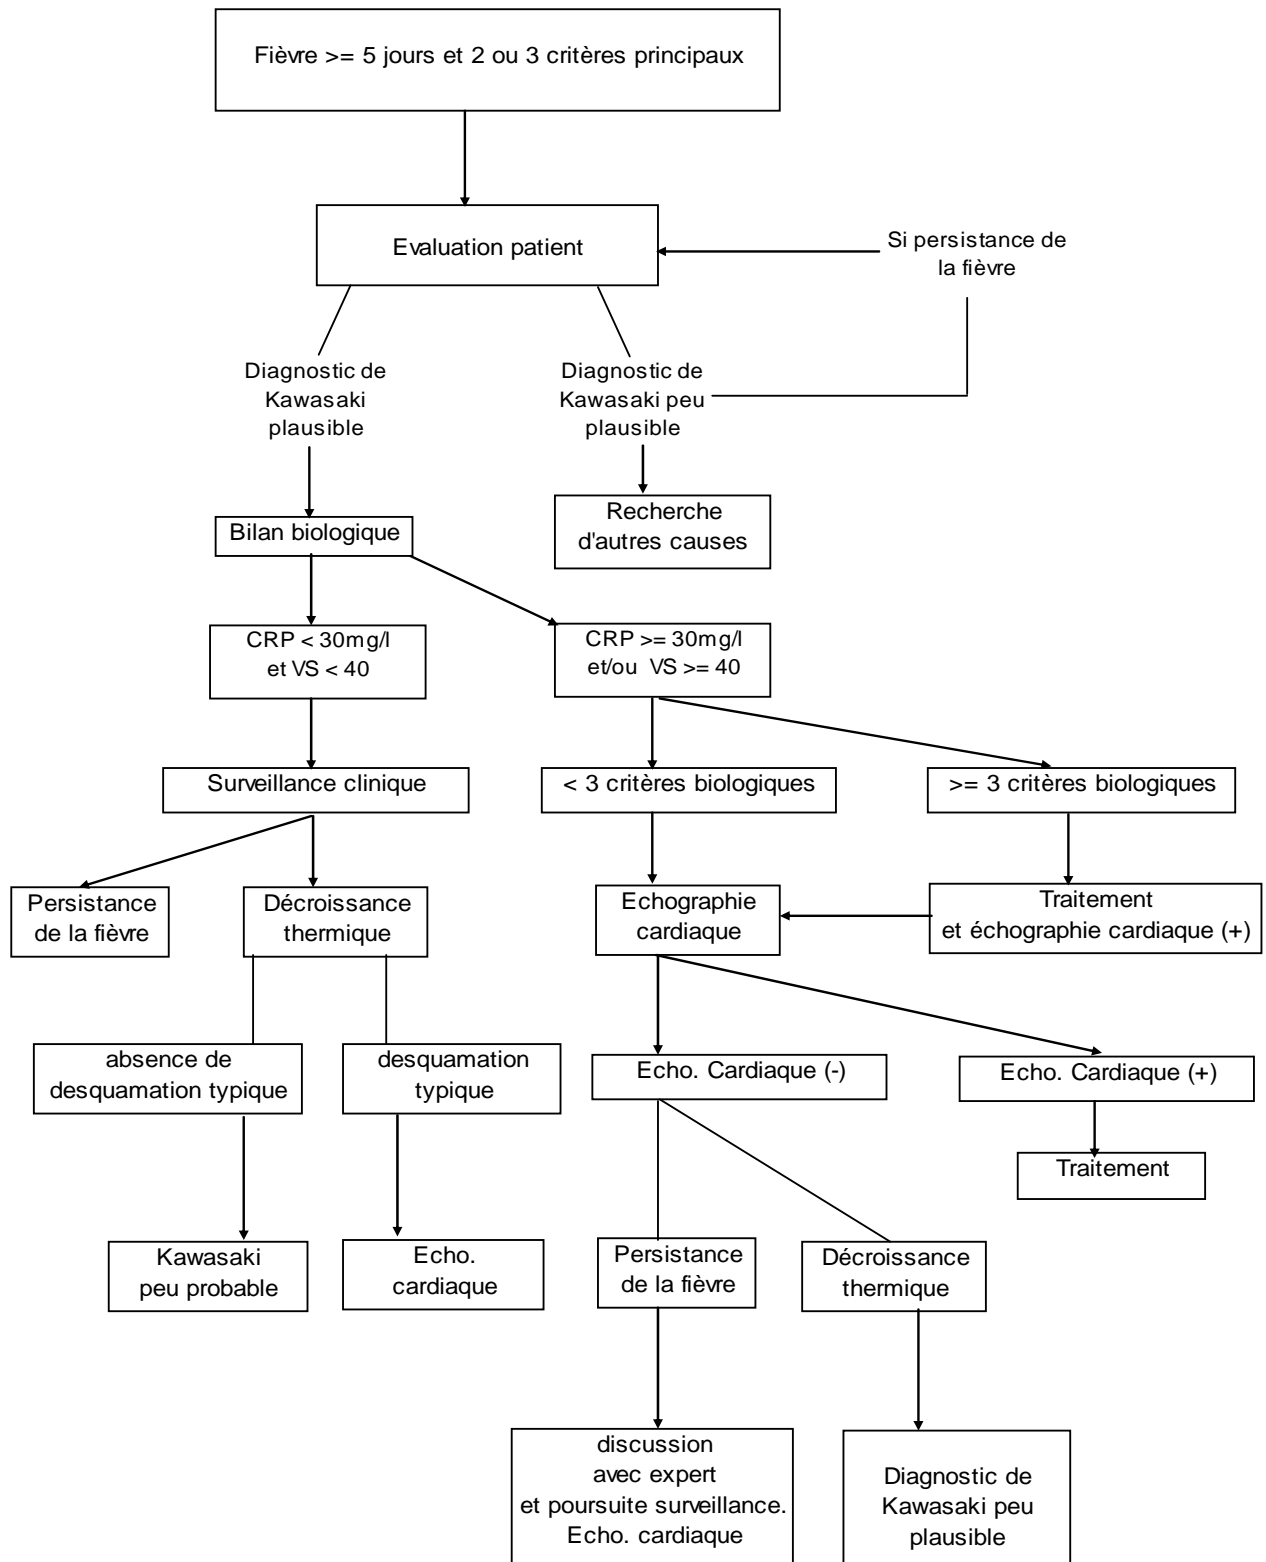 Fièvre >= 5 jours et 2 ou 3 critères principaux
Evaluation patient
Si persistance de
la fièvre
Diagnostic de
Kawasaki
plausible
Diagnostic de
Kawasaki peu
plausible
Bilan biologique
Recherche
d'autres causes
CRP < 30mg/l
et VS < 40
CRP >= 30mg/l
et/ou VS >= 40
Surveillance clinique
< 3 critères biologiques
>= 3 critères biologiques
Persistance
de la fièvre
Décroissance
thermique
Echographie
cardiaque
Traitement
et échographie cardiaque (+)
absence de
desquamation typique
desquamation
typique
Echo. Cardiaque (-)
Echo. Cardiaque (+)
Traitement
Kawasaki
peu probable
Echo.
cardiaque
Persistance
de la fièvre
Décroissance
thermique
discussion
avec expert
et poursuite surveillance.
Echo. cardiaque
Diagnostic de
Kawasaki peu
plausible